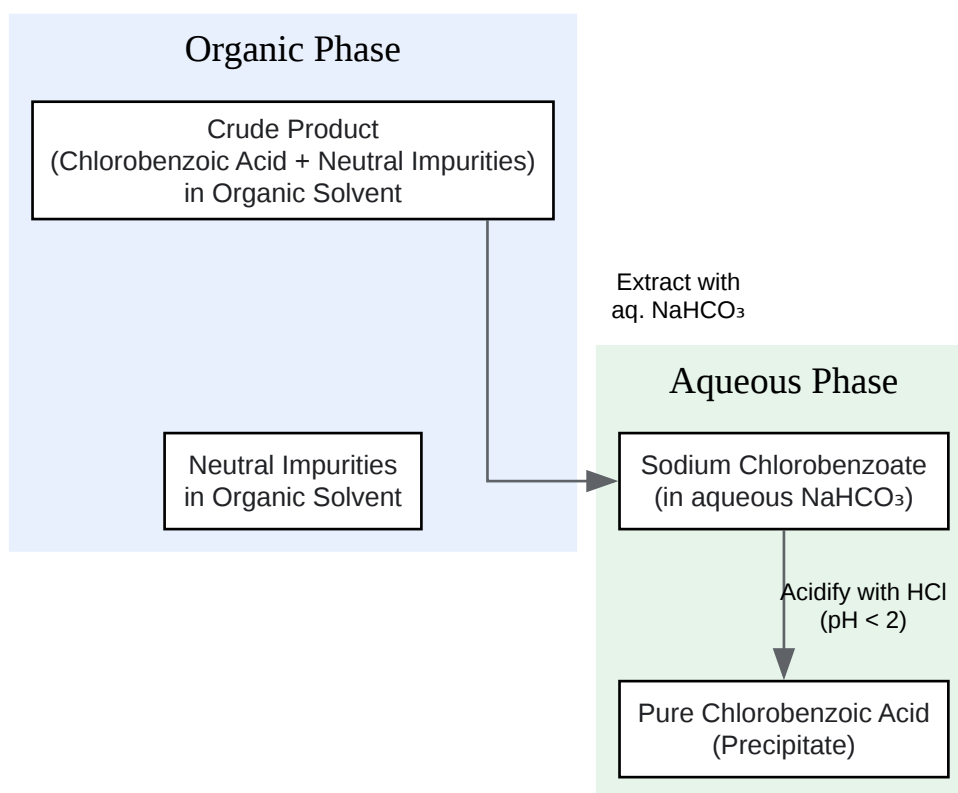 Organic Phase
Crude Product
(Chlorobenzoic Acid + Neutral Impurities)
in Organic Solvent
Extract with
aq. NaHCO₃
Aqueous Phase
Neutral Impurities
in Organic Solvent
Sodium Chlorobenzoate
(in aqueous NaHCO₃)
Acidify with HCl
(pH < 2)
Pure Chlorobenzoic Acid
(Precipitate)